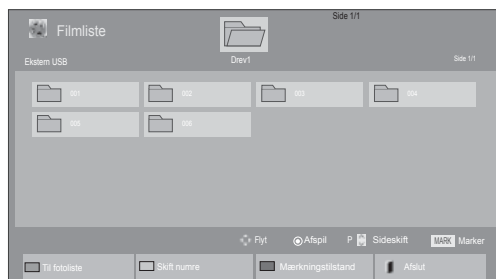 Side 1/1
Filmliste
Drev1
Ekstern USB
Side 1/1
001 002 003 004
005 006
Flyt Afspil P Sideskift MARK Marker
Til fotoliste Skift numre Mærkningstilstand Afslut